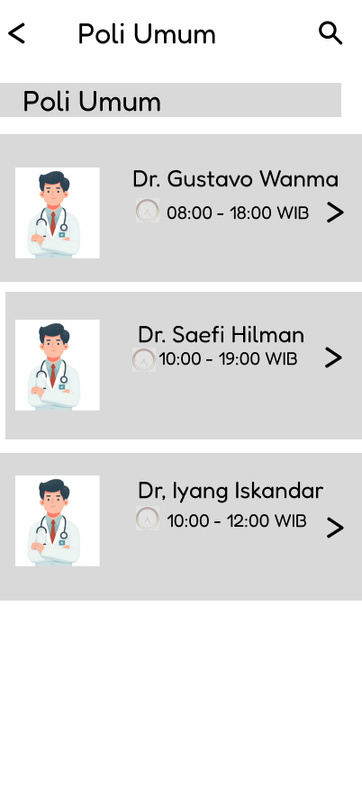 Poli Umum
Poli Umum
Dr. Gustavo Wanma
08:00 - 18:00 WIB
Dr. Saefi Hilman
10:00 - 19:00 WIB
Dr, Iyang Iskandar
10:00 - 12:00 WIB